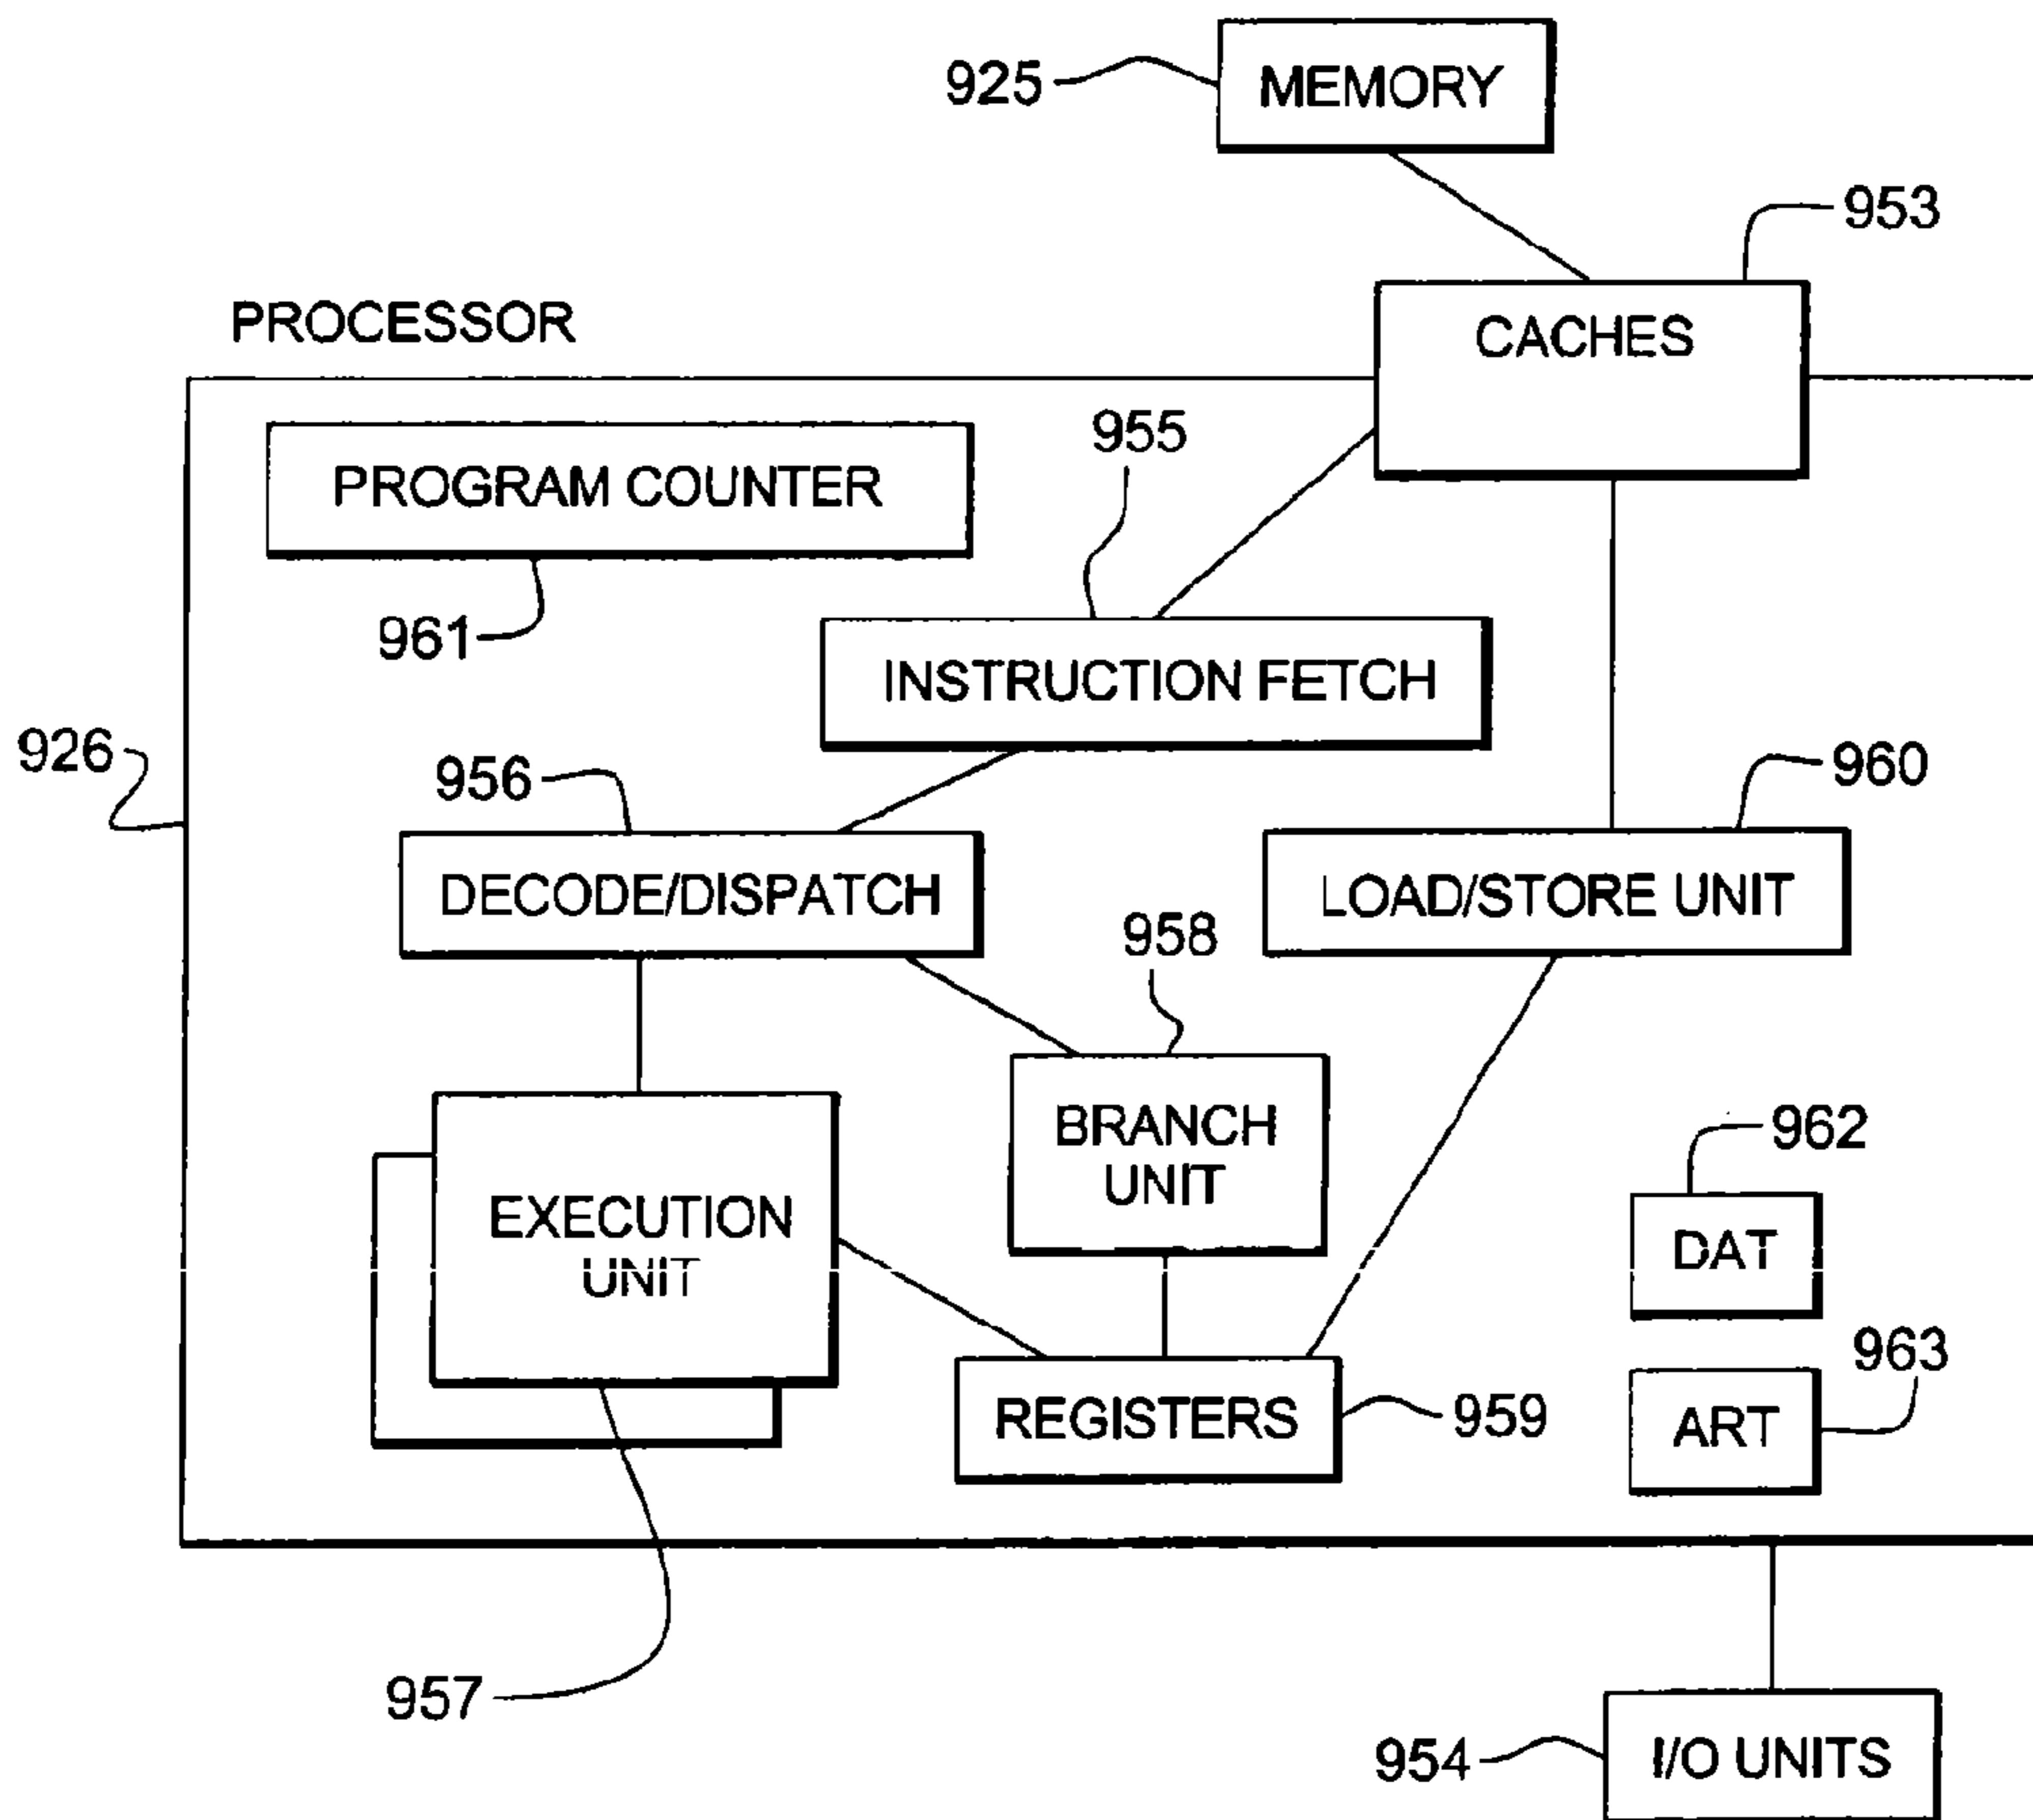 925
MEMORY
953
PROCESSOR
CACHES
955
PROGRAM COUNTER
961
INSTRUCTION FETCH
926
956
960
DECODE/DISPATCH
LOAD/STORE UNIT
958
BRANCH
UNIT
962
EXECUTION
UNIT
DAT
963
REGISTERS
959
ART
957
954
I/O UNITS